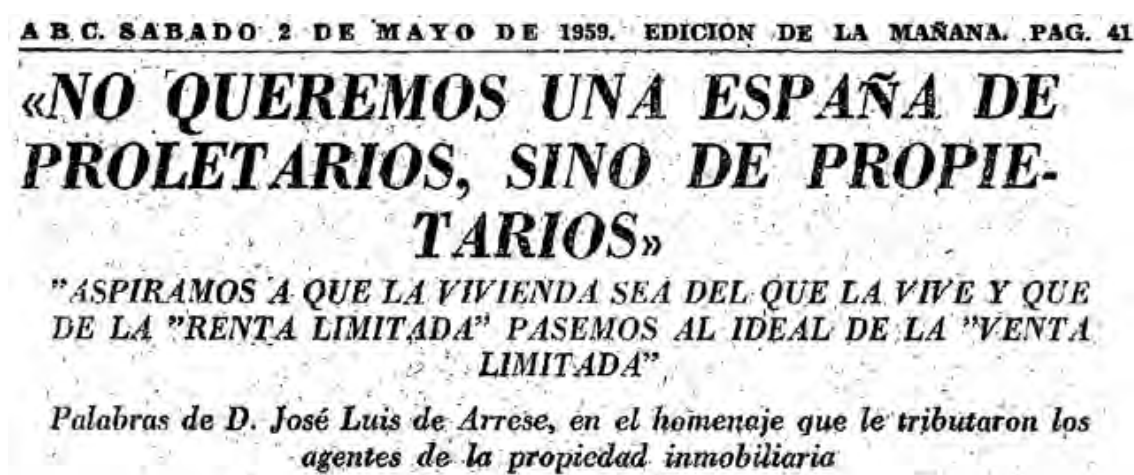 A B C. SABADO 2 DE MAYO DE 1959. EDICION DE LA MAÑANA. PAG. 41
«NO QUEREMOS UNA ESPAÑA DE
PROLETARIOS, SINO DE PROPIE-
TARIOS»
"ASPIRAMOS A QUE LA VIVIENDA SEA DEL QUE LA VIVE Y QUE
DE LA "RENTA LIMITADA" PASEMOS AL IDEAL DE LA "VENTA
LIMITADA"
Palabras de D. José Luis de Arrese, en el homenaje que le tributaron los
agentes de la propiedad inmobiliaria